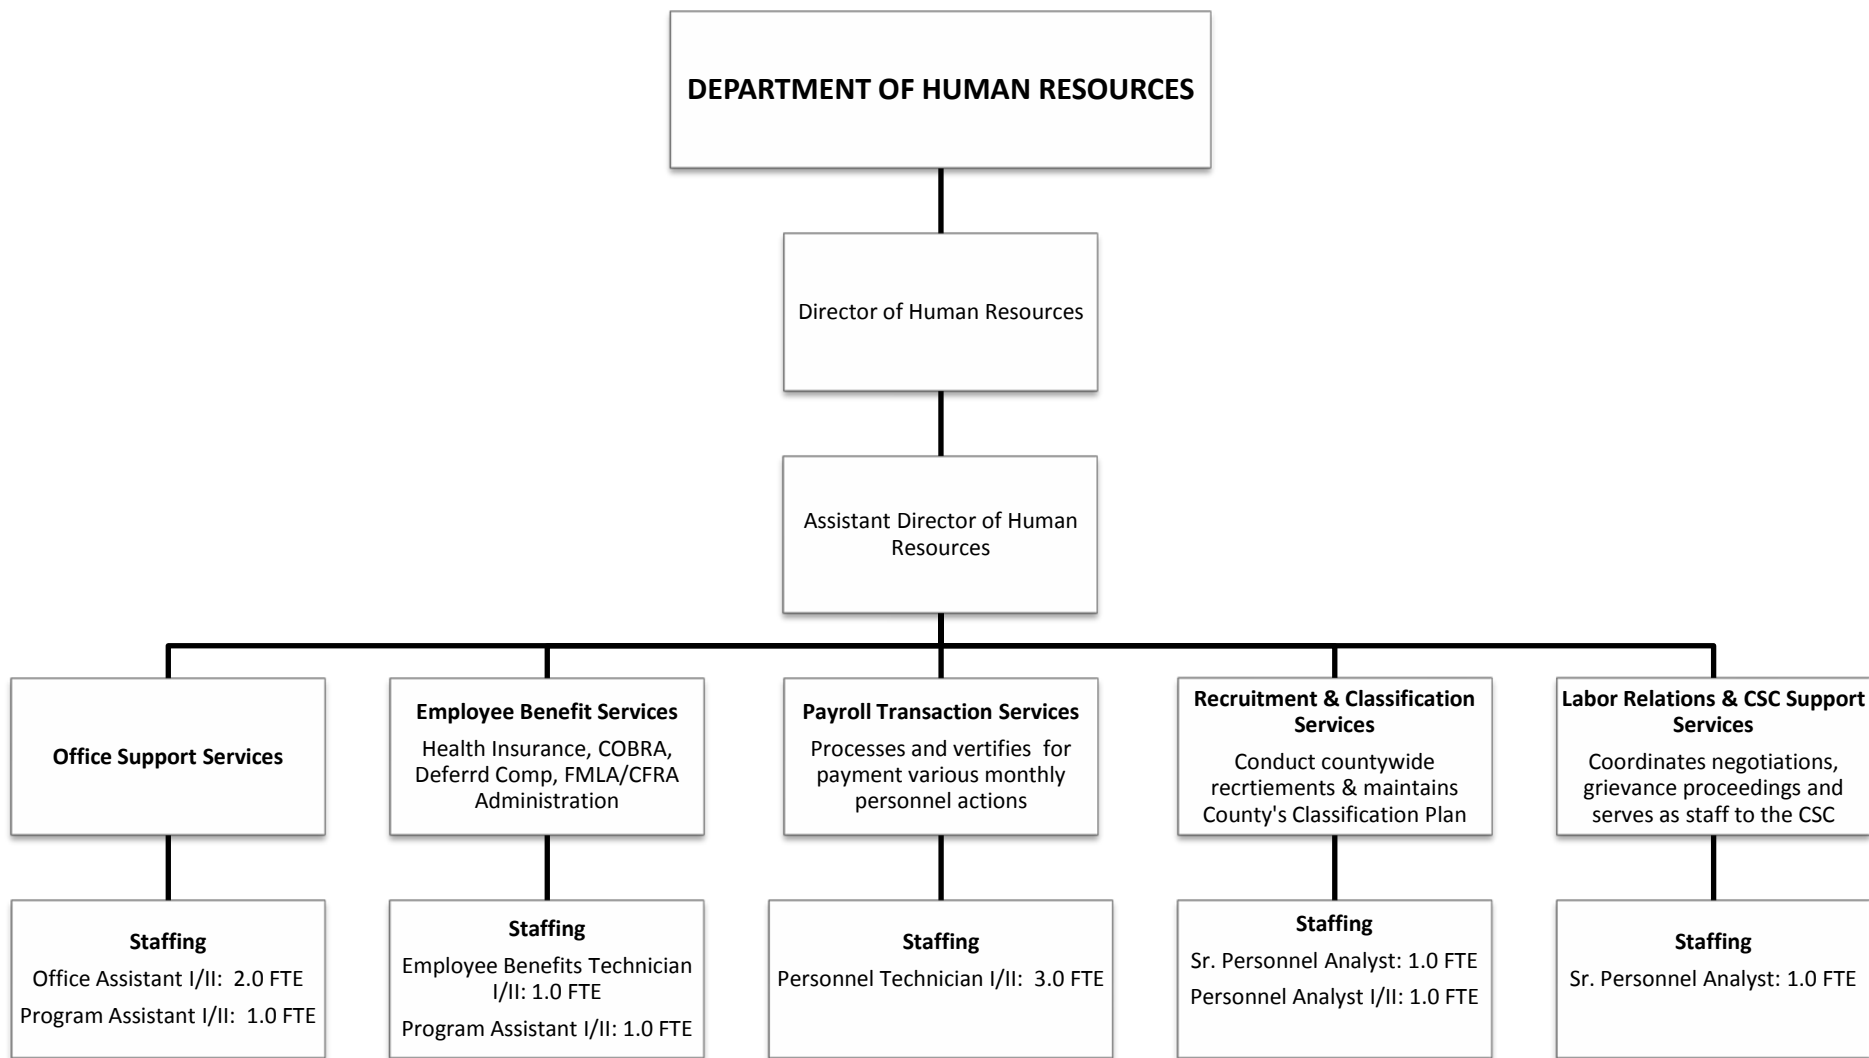 DEPARTMENT OF HUMAN RESOURCES
Director of Human Resources
Assistant Director of Human
Resources
Office Support Services
Employee Benefit Services
Health Insurance, COBRA,
Deferrd Comp, FMLA/CFRA
Administration
Payroll Transaction Services
Processes and vertifies  for
payment various monthly
personnel actions
Recruitment & Classification
Services
Conduct countywide
recrtiements & maintains
County's Classification Plan
Labor Relations & CSC Support
Services
Coordinates negotiations,
grievance proceedings and
serves as staff to the CSC
Staffing
Office Assistant I/II:  2.0 FTE
Program Assistant I/II:  1.0 FTE
Staffing
Employee Benefits Technician
I/II: 1.0 FTE
Program Assistant I/II: 1.0 FTE
Staffing
Personnel Technician I/II:  3.0 FTE
Staffing
Sr. Personnel Analyst: 1.0 FTE
Personnel Analyst I/II: 1.0 FTE
Staffing
Sr. Personnel Analyst: 1.0 FTE